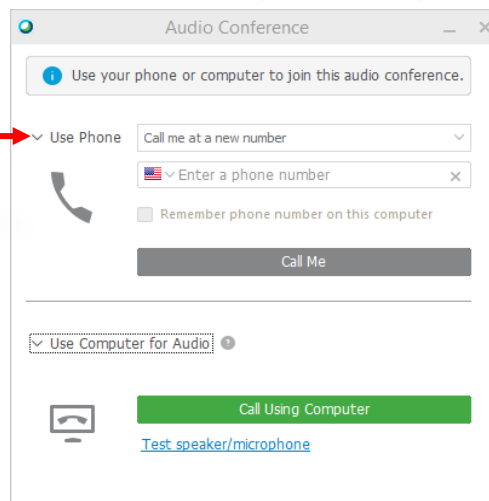 Audio Conference
Use your phone or computer to join this audio conference.
Use Phone
Call me at a new number
Enter a phone number
Remember phone number on this computer
Call Me
Use Computer for Audio
Call Using Computer
Test speaker/microphone